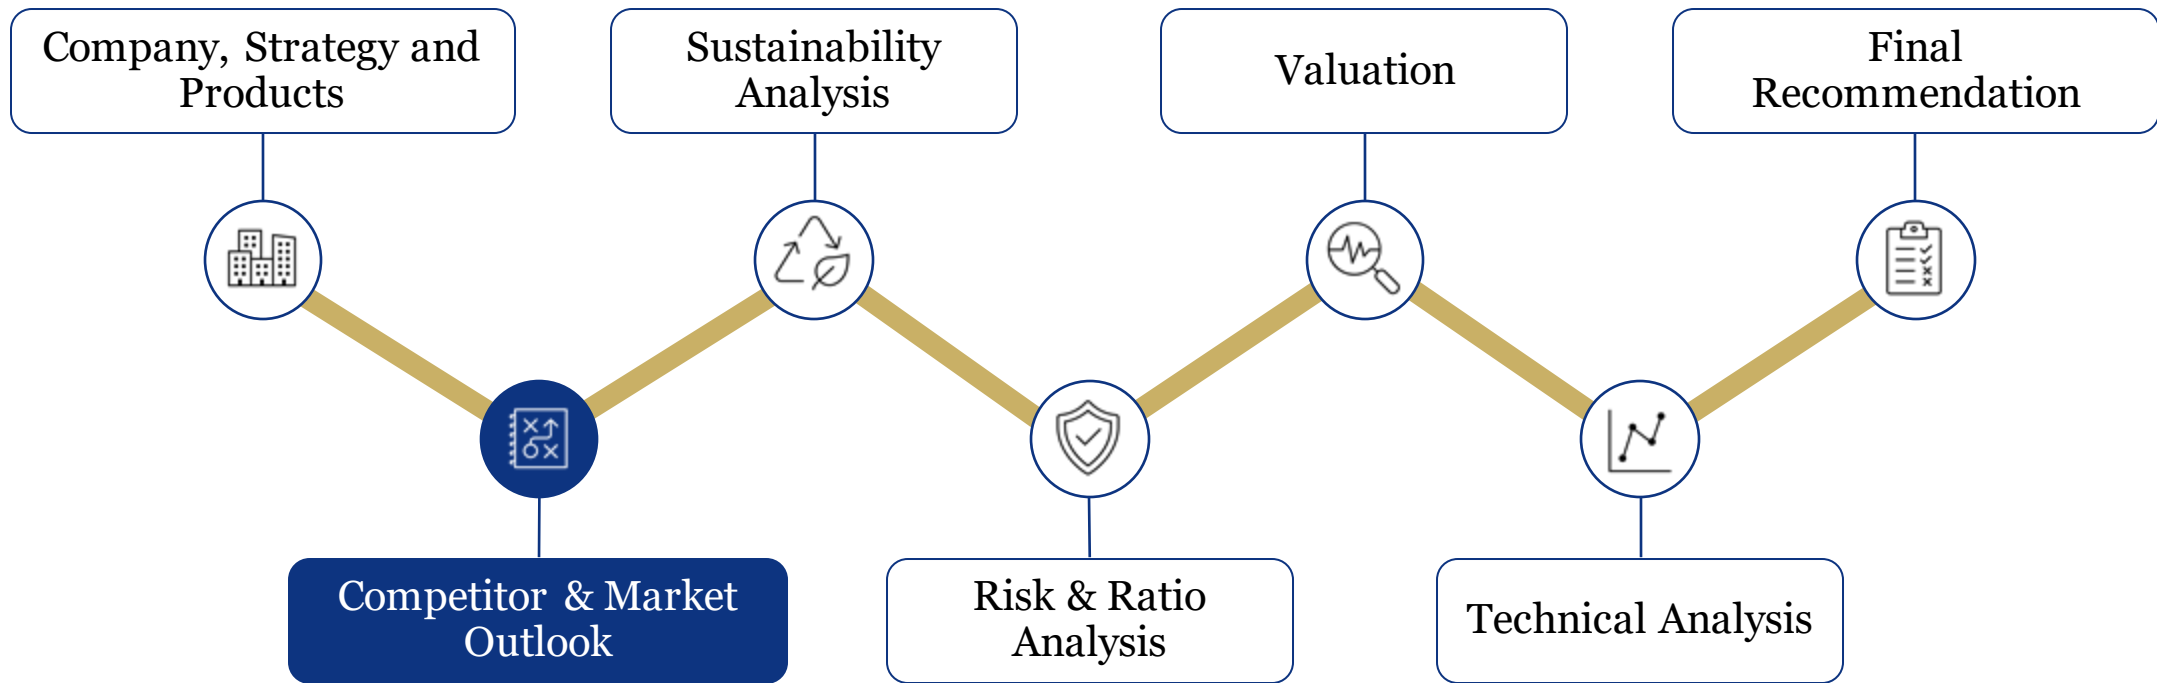 Company, Strategy and
Products
Sustainability
Analysis
Valuation
Final
Recommendation
Competitor & Market
Outlook
Risk & Ratio
Analysis
Technical Analysis